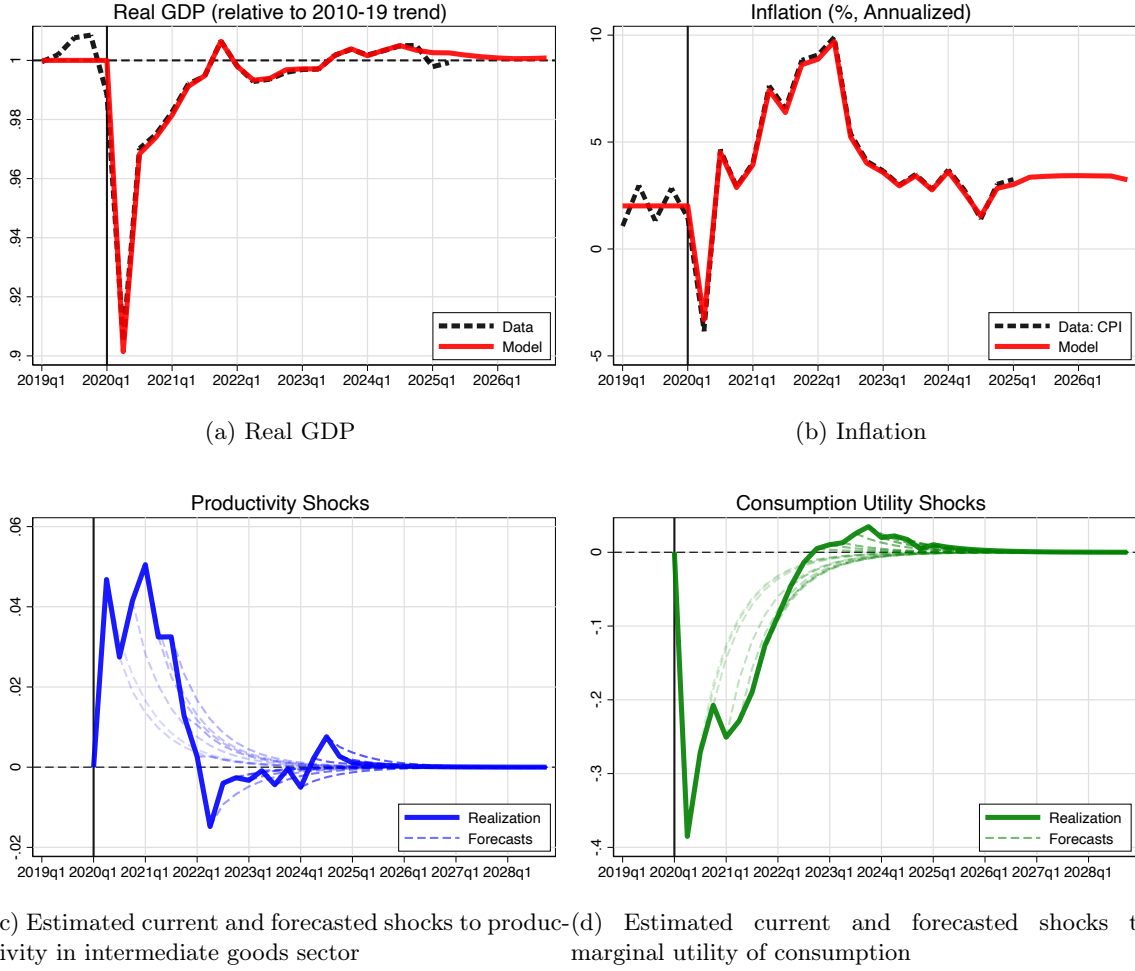 Real GDP (relative to 2010-19 trend)
1
.98
.96
.94
.92
.9
Data
Model
2019q1 2020q1 2021q1 2022q1 2023q1 2024q1 2025q1 2026q1
(a) Real GDP
Inflation (%, Annualized)
10
5
0
-5
Data: CPI
Model
2019q1 2020q1 2021q1 2022q1 2023q1 2024q1 2025q1 2026q1
(b) Inflation
Productivity Shocks
.06
.04
.02
0
-.02
Realization
Forecasts
2019q1 2020q1 2021q1 2022q1 2023q1 2024q1 2025q1 2026q1 2027q1 2028q1
c) Estimated current and forecasted shocks to produc-
ivity in intermediate goods sector
Consumption Utility Shocks
0
-.1
-.2
-.3
-.4
Realization
Forecasts
2019q1 2020q1 2021q1 2022q1 2023q1 2024q1 2025q1 2026q1 2027q1 2028q1
(d) Estimated current and forecasted shocks t
marginal utility of consumption